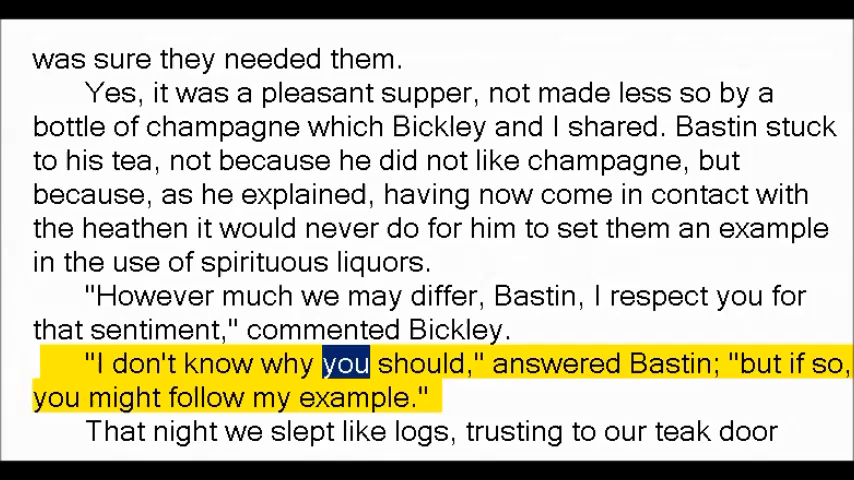 was sure they needed them.
Yes, it was a pleasant supper, not made less so by a
bottle of champagne which Bickley and I shared. Bastin stuck
to his tea, not because he did not like champagne, but
because, as he explained, having now come in contact with
the heathen it would never do for him to set them an example
in the use of spirituous liquors.
"However much we may differ, Bastin, I respect you for
that sentiment," commented Bickley.
"I don't know why you should," answered Bastin; "but if so,
you might follow my example."
That night we slept like logs, trusting to our teak door